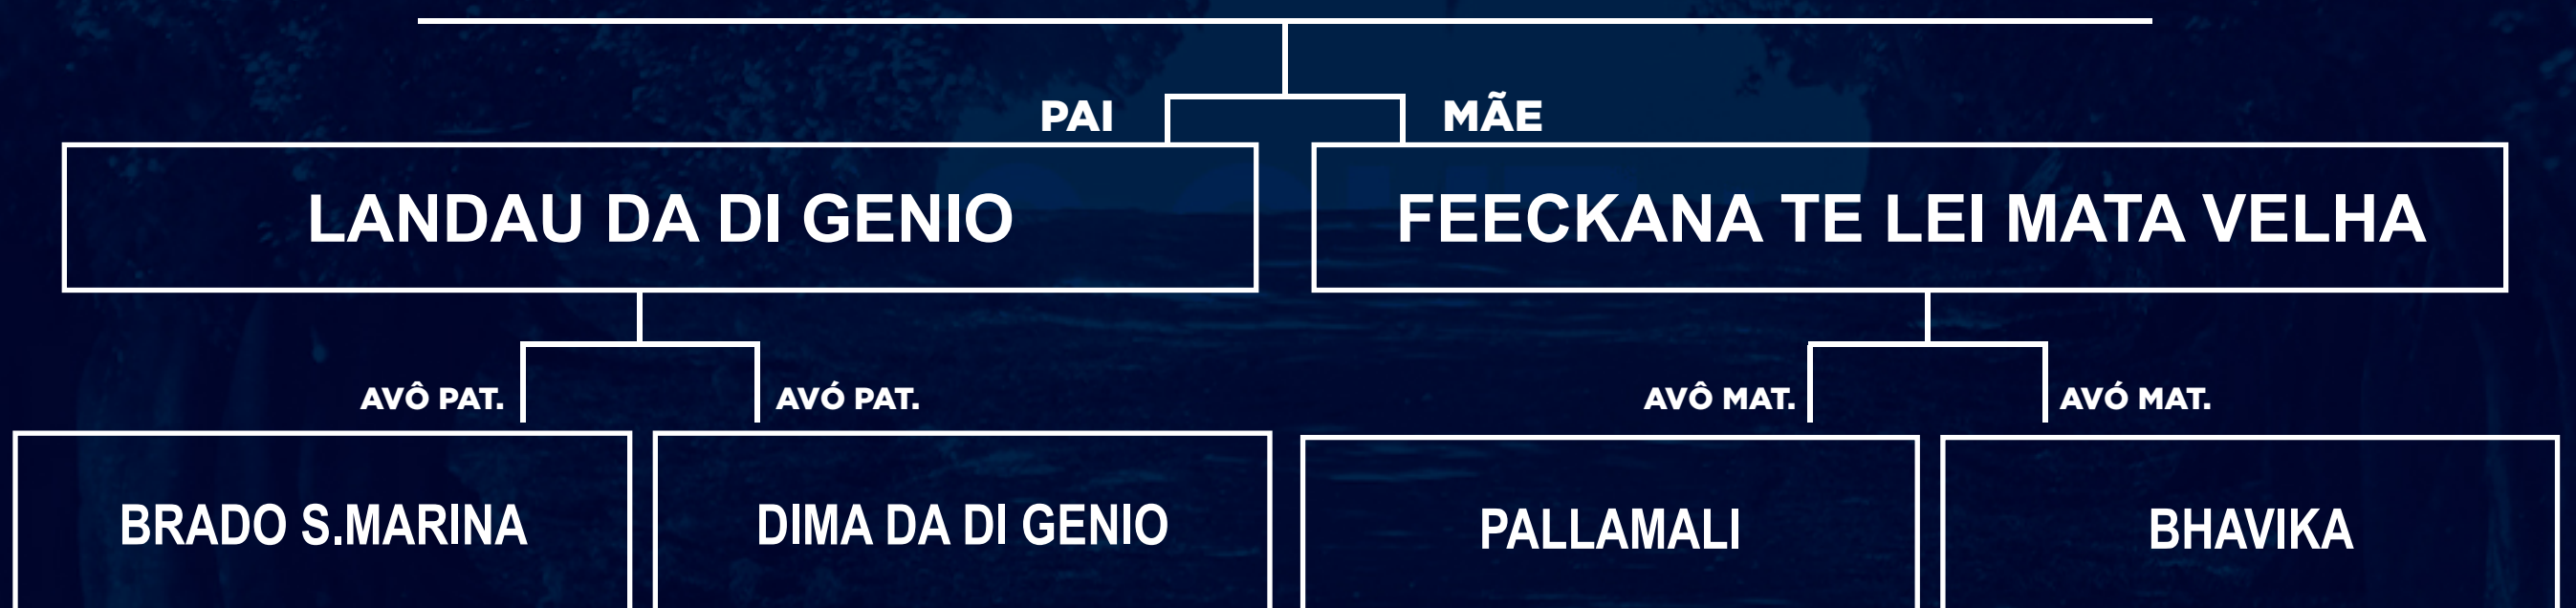 PAI
MÃE
LANDAU DA DI GENIO
FEECKANA TE LEI MATA VELHA
AVÔ PAT.
AVÓ PAT.
AVÔ MAT.
AVÓ MAT.
BRADO S.MARINA
DIMA DA DI GENIO
PALLAMALI
BHAVIKA